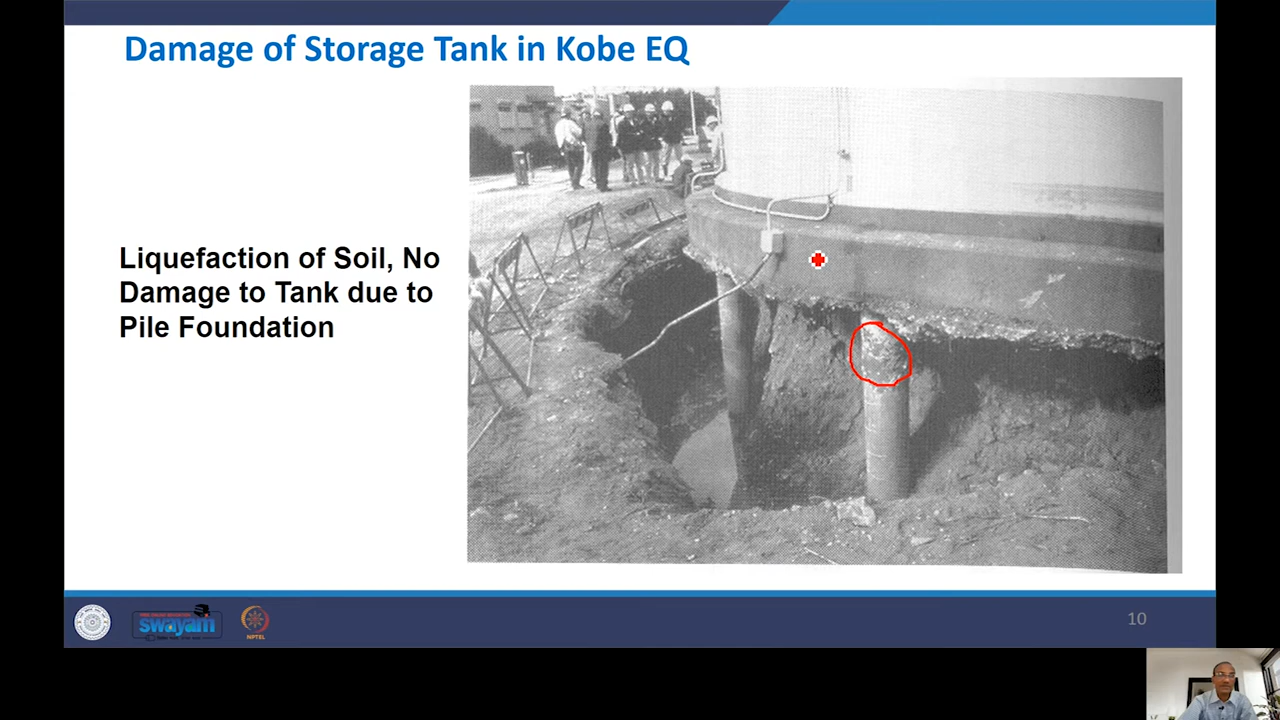 Damage of Storage Tank in Kobe EQ
Liquefaction of Soil, No
Damage to Tank due to
Pile Foundation
swayam
NPTEL
10